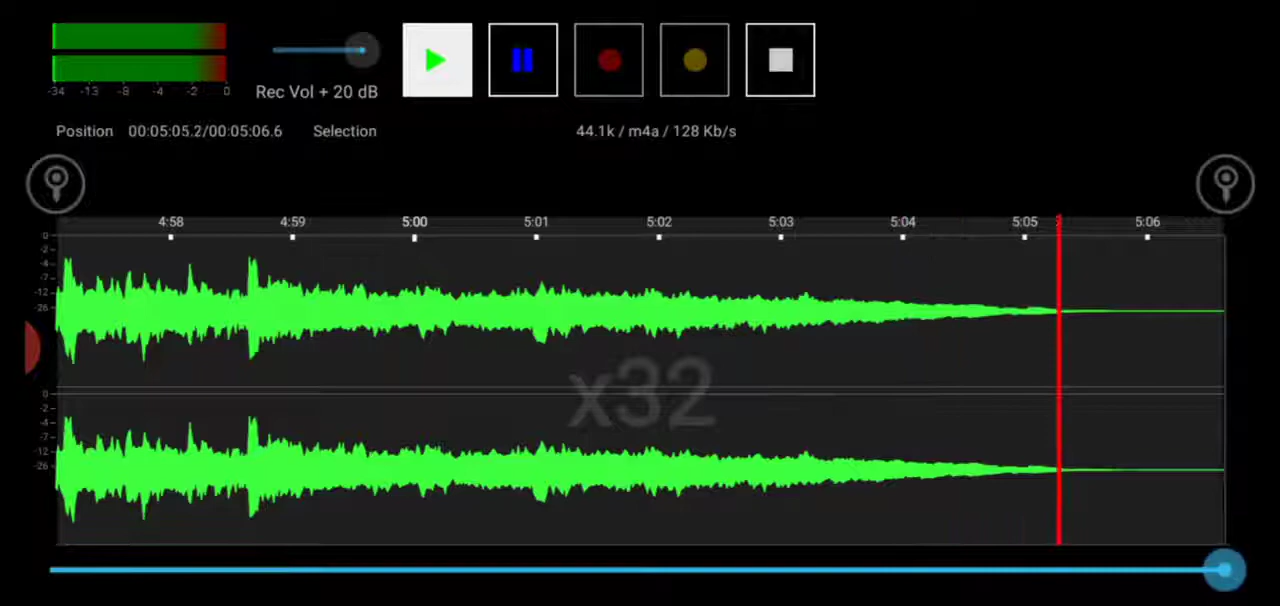 -34 -13 -8 -4 -2 0
Rec Vol + 20 dB
Position 00:05:05.2/00:05:06.6 Selection 44.1k / m4a / 128 Kb/s
4:58 4:59 5:00 5:01 5:02 5:03 5:04 5:05 5:06
0
-2
-4
-7
-12
-26
x32
0
-2
-4
-7
-12
-26